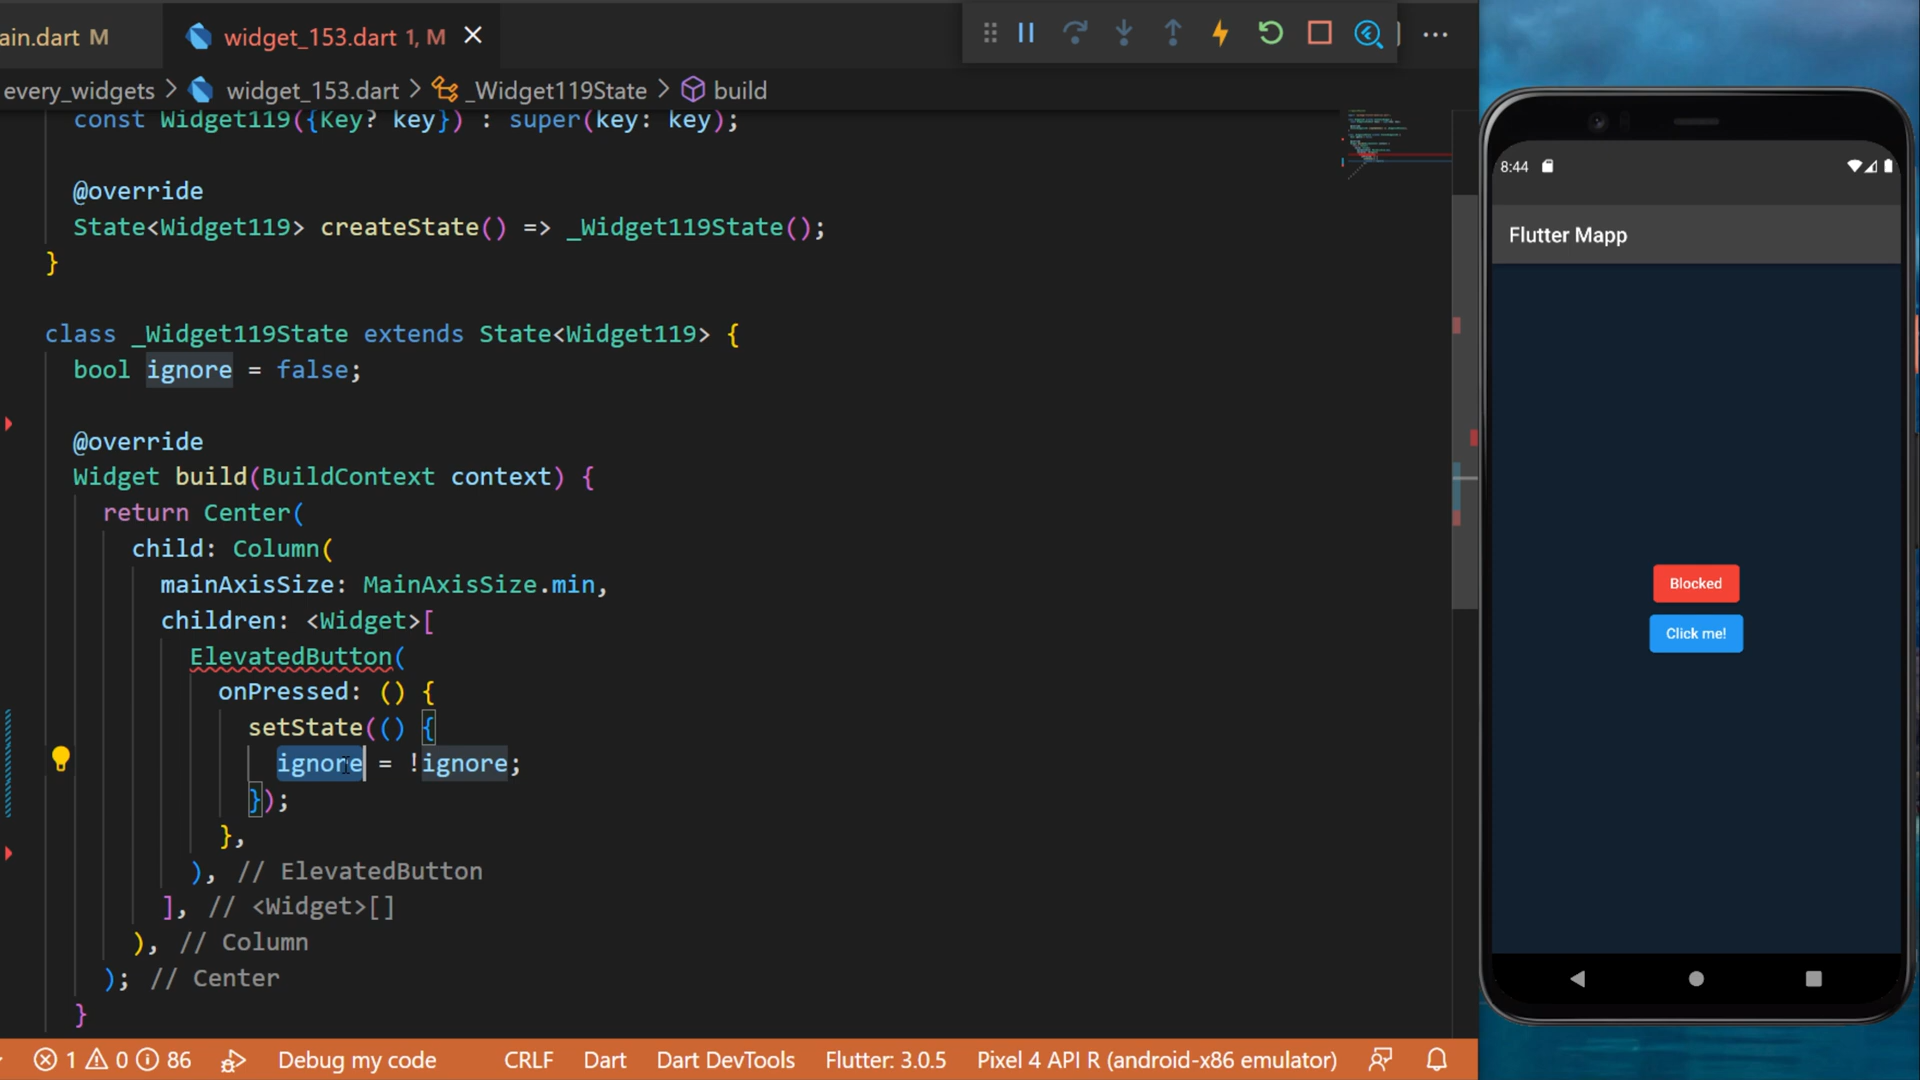 ain.dart M
widget_153.dart 1, M
every_widgets > widget_153.dart > _Widget119State > build
const Widget119({Key? key}) : super(key: key);
@override
State<Widget119> createState() => _Widget119State();
}
class _Widget119State extends State<Widget119> {
bool ignore = false;
@override
Widget build(BuildContext context) {
return Center(
child: Column(
mainAxisSize: MainAxisSize.min,
children: <Widget>[
ElevatedButton(
onPressed: () {
setState(() {
ignore = !ignore;
});
},
), // ElevatedButton
], // <Widget>[]
), // Column
); // Center
}
1 0 86 Debug my code CRLF Dart Dart DevTools Flutter: 3.0.5 Pixel 4 API R (android-x86 emulator)
8:44
Flutter Mapp
Blocked
Click me!